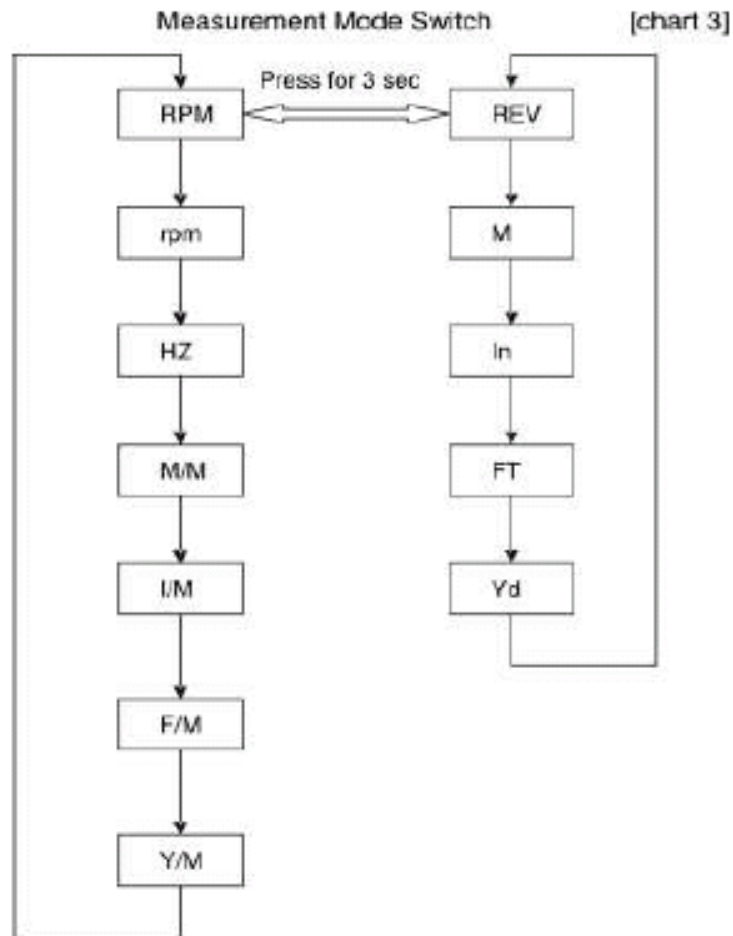 Measurement Mode Switch [chart 3]
Press for 3 sec
RPM
REV
rpm
M
HZ
In
M/M
FT
I/M
Yd
F/M
Y/M